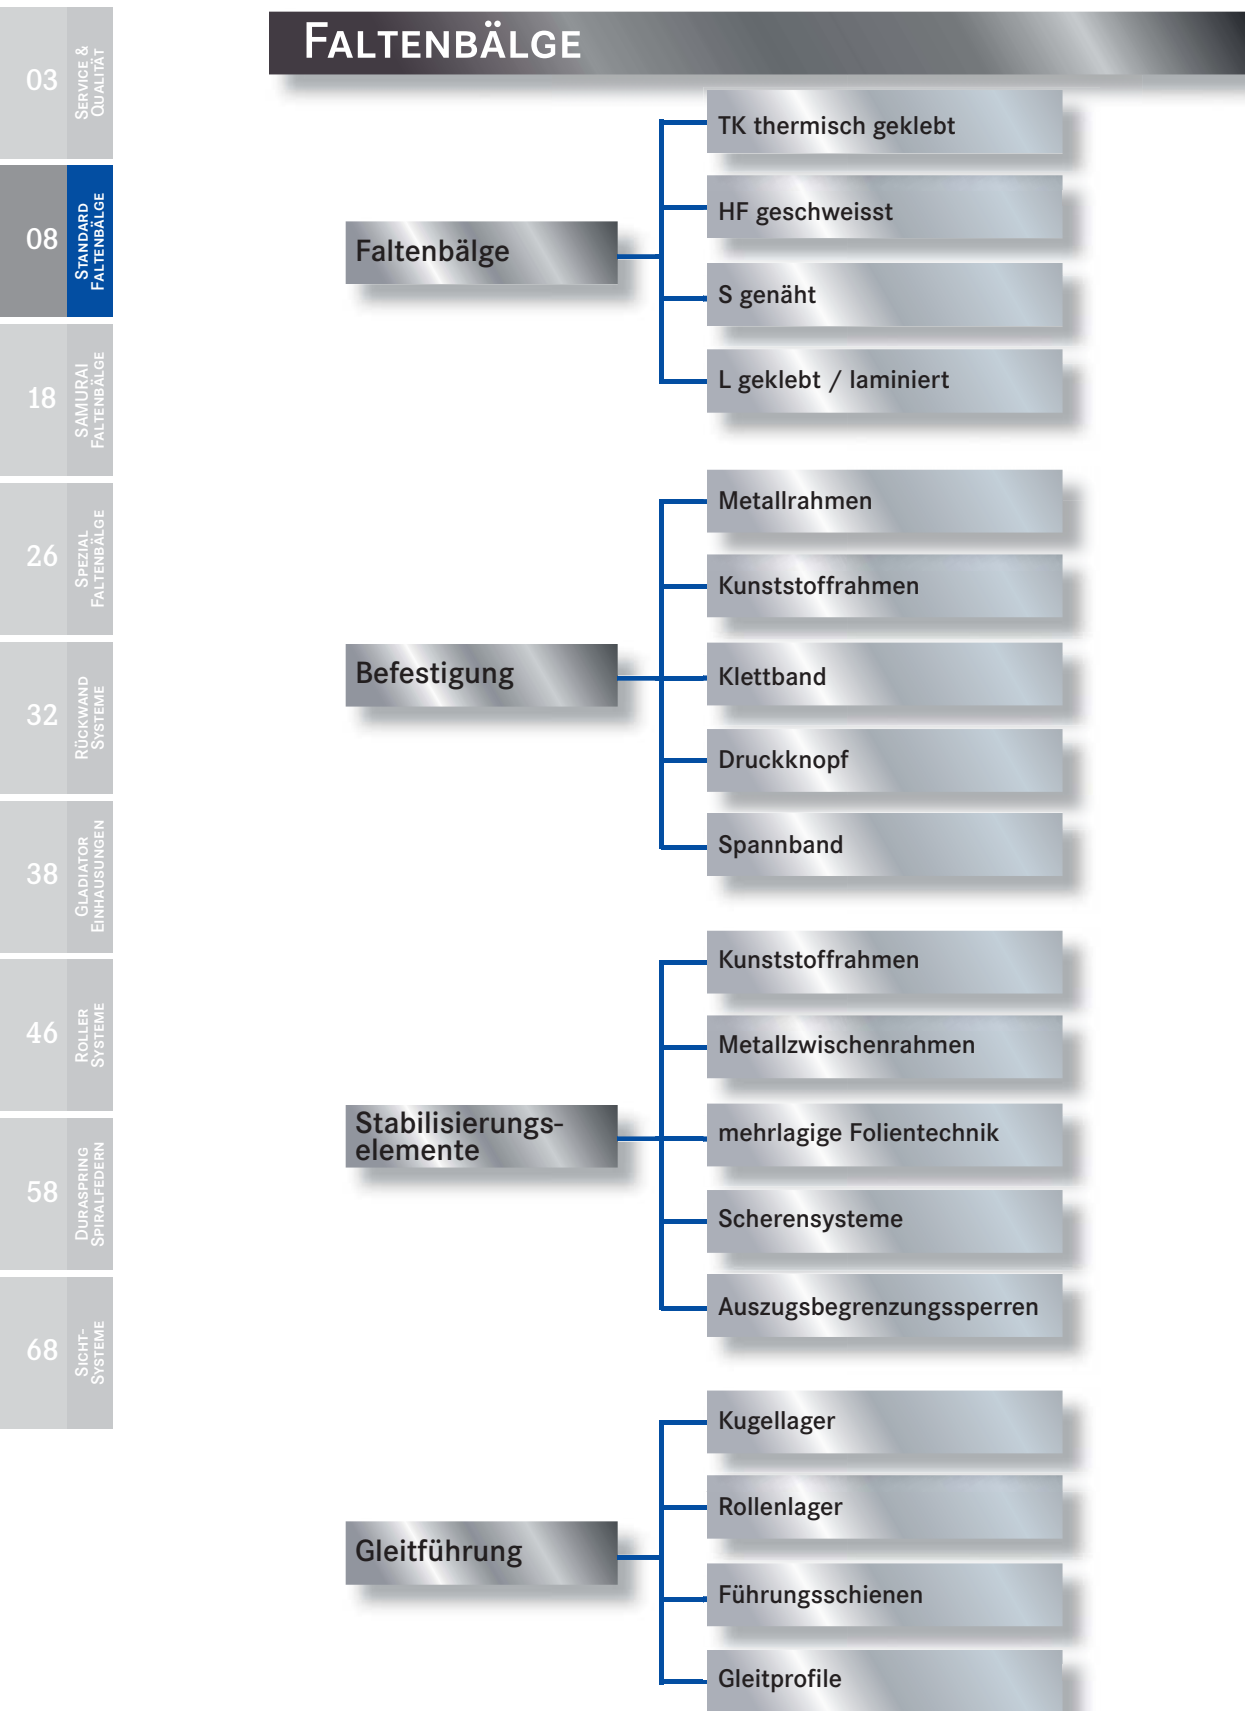 FALTENBÄLGE
03
SERVICE &
QUALITÄT
08
STANDARD
FALTENBÄLGE
18
SAMURAI
FALTENBÄLGE
26
SPEZIAL
FALTENBÄLGE
32
RÜCKWAND
SYSTEME
38
GLADIATOR
EINHAUSUNGEN
46
ROLLER
SYSTEME
58
DURASPRING
SPIRALFEDERN
68
SICHT-
SYSTEME
Faltenbälge
TK thermisch geklebt
HF geschweisst
S genäht
L geklebt / laminiert
Befestigung
Metallrahmen
Kunststoffrahmen
Klettband
Druckknopf
Spannband
Stabilisierungs-
elemente
Kunststoffrahmen
Metallzwischenrahmen
mehrlagige Folientechnik
Scherensysteme
Auszugsbegrenzungssperren
Gleitführung
Kugellager
Rollenlager
Führungsschienen
Gleitprofile